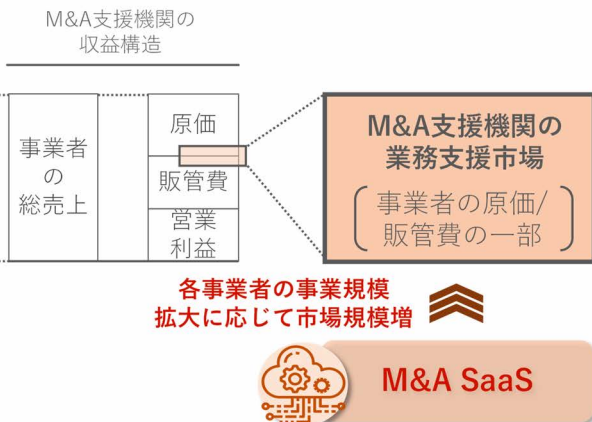 M&A支援機関の
収益構造
事業者
の
総売上
原価
販管費
営業
利益
M&A支援機関の
業務支援市場
事業者の原価/
販管費の一部
各事業者の事業規模
拡大に応じて市場規模増
M&A SaaS